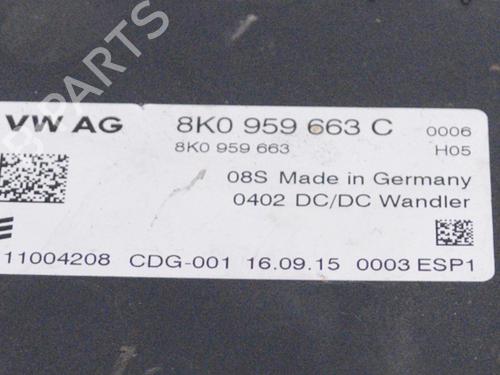 VW AG 8K0 959 663 C 0006
8K0 959 663 H05
08S Made in Germany
0402 DC/DC Wandler
11004208 CDG-001 16.09.15 0003 ESP1
B-PARTS